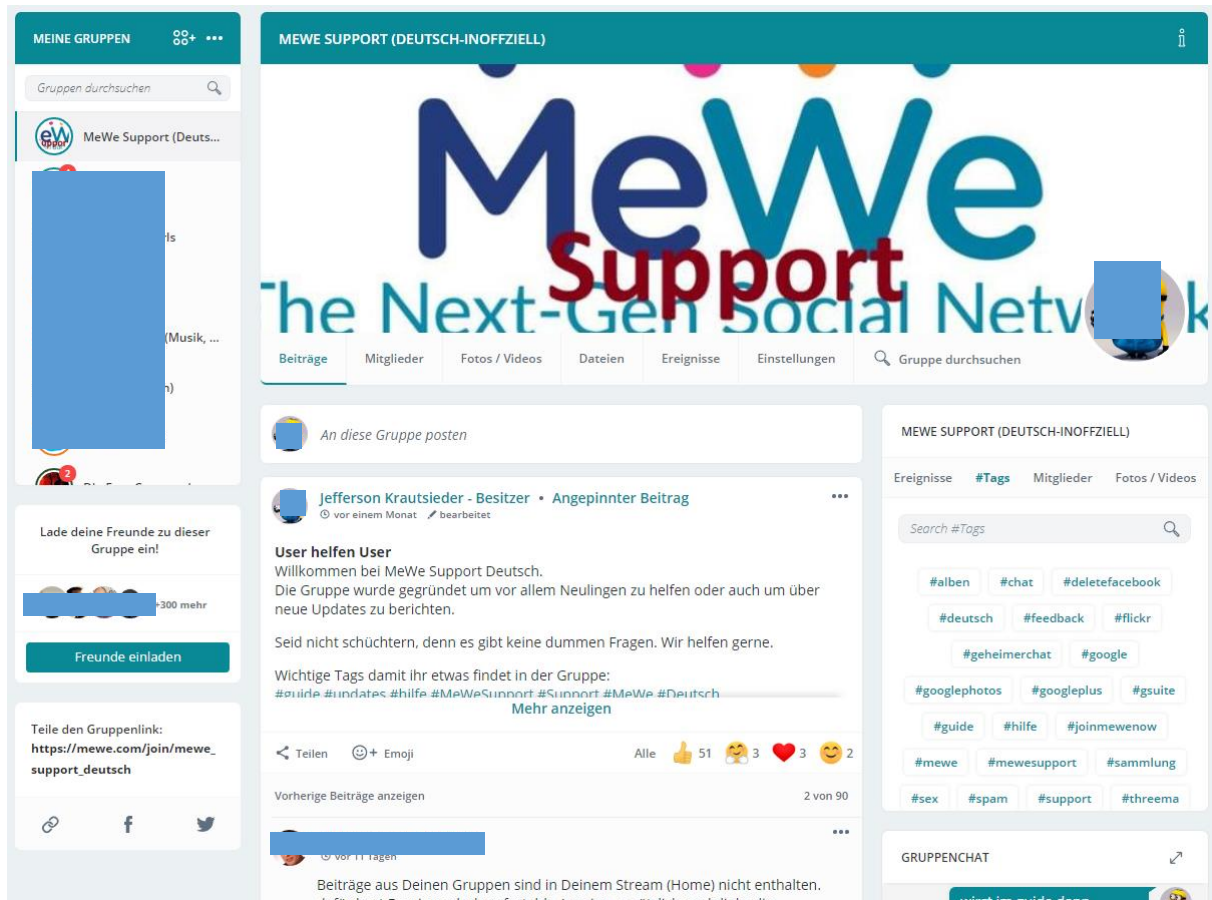 MEINE GRUPPEN
Gruppen durchsuchen
MeWe Support (Deuts...
(Musik, ...
Lade deine Freunde zu dieser
Gruppe ein!
+300 mehr
Freunde einladen
Teile den Gruppenlink:
https://mewe.com/join/mewe_
support_deutsch
MEWE SUPPORT (DEUTSCH-INOFFZIELL)
MeWe
Support
The Next-Gen Social Network
Beiträge Mitglieder Fotos / Videos Dateien Ereignisse Einstellungen Gruppe durchsuchen
An diese Gruppe posten
Jefferson Krautsieder - Besitzer • Angepinnter Beitrag
vor einem Monat bearbeitet
User helfen User
Willkommen bei MeWe Support Deutsch.
Die Gruppe wurde gegründet um vor allem Neulingen zu helfen oder auch um über
neue Updates zu berichten.
Seid nicht schüchtern, denn es gibt keine dummen Fragen. Wir helfen gerne.
Wichtige Tags damit ihr etwas findet in der Gruppe:
#guide #updates #hilfe #MeWeSupport #Support #MeWe #Deutsch
Mehr anzeigen
Teilen + Emoji Alle 51 3 3 2
Vorherige Beiträge anzeigen 2 von 90
vor 11 Tagen
Beiträge aus Deinen Gruppen sind in Deinem Stream (Home) nicht enthalten.
MEWE SUPPORT (DEUTSCH-INOFFZIELL)
Ereignisse #Tags Mitglieder Fotos / Videos
Search #Tags
#alben #chat #deletefacebook
#deutsch #feedback #flickr
#geheimerchat #google
#googlephotos #googleplus #gsuite
#guide #hilfe #joinmewenow
#mewe #mewesupport #sammlung
#sex #spam #support #threema
GRUPPENCHAT